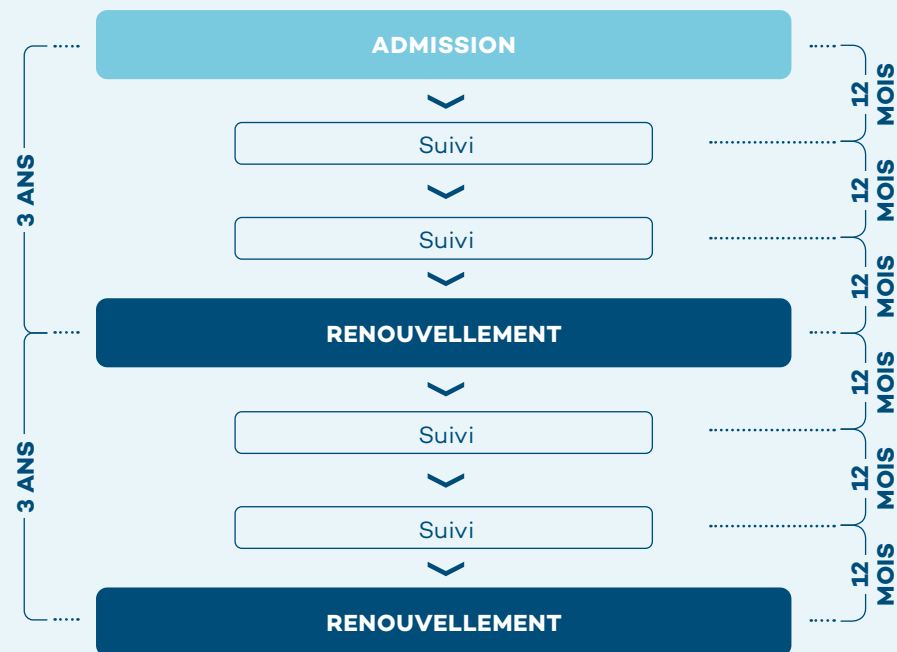 ADMISSION
12
MOIS
Suivi
12
MOIS
3 ANS
Suivi
12
MOIS
RENOUVELLEMENT
12
MOIS
Suivi
12
MOIS
3 ANS
Suivi
12
MOIS
RENOUVELLEMENT